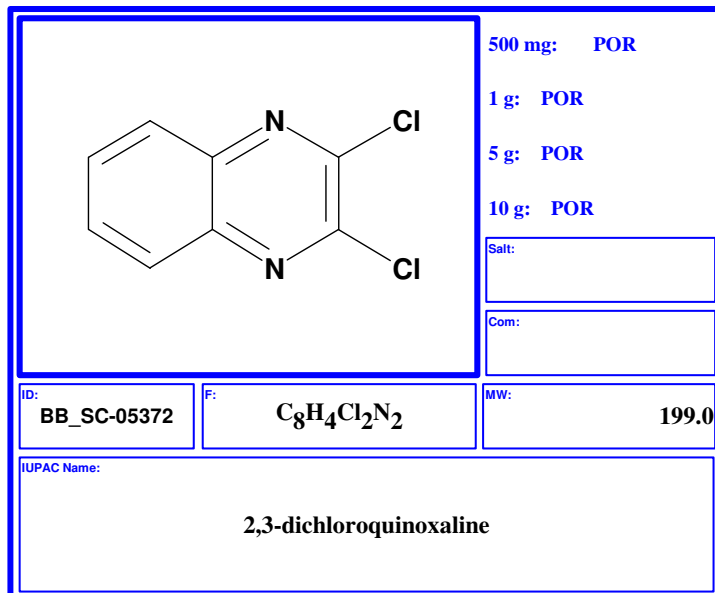 N
Cl
N
Cl
500 mg: POR
1 g: POR
5 g: POR
10 g: POR
Salt:
Com:
ID:
BB_SC-05372
F:
C8H4Cl2N2
MW:
199.0
IUPAC Name:
2,3-dichloroquinoxaline